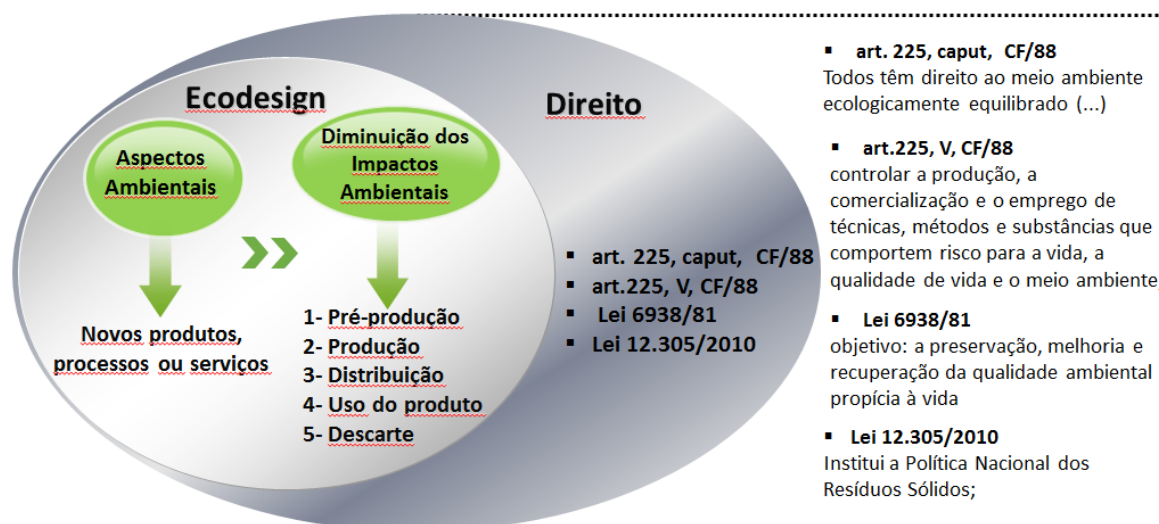 Ecodesign
Aspectos
Ambientais
Novos produtos,
processos ou serviços
Diminuição dos
Impactos
Ambientais
1- Pré-produção
2- Produção
3- Distribuição
4- Uso do produto
5- Descarte
Direito
▪ art. 225, caput, CF/88
▪ art.225, V, CF/88
▪ Lei 6938/81
▪ Lei 12.305/2010
▪ art. 225, caput, CF/88
Todos têm direito ao meio ambiente
ecologicamente equilibrado (...)
▪ art.225, V, CF/88
controlar a produção, a
comercialização e o emprego de
técnicas, métodos e substâncias que
comportem risco para a vida, a
qualidade de vida e o meio ambiente,
▪ Lei 6938/81
objetivo: a preservação, melhoria e
recuperação da qualidade ambiental
propícia à vida
▪ Lei 12.305/2010
Institui a Política Nacional dos
Resíduos Sólidos;